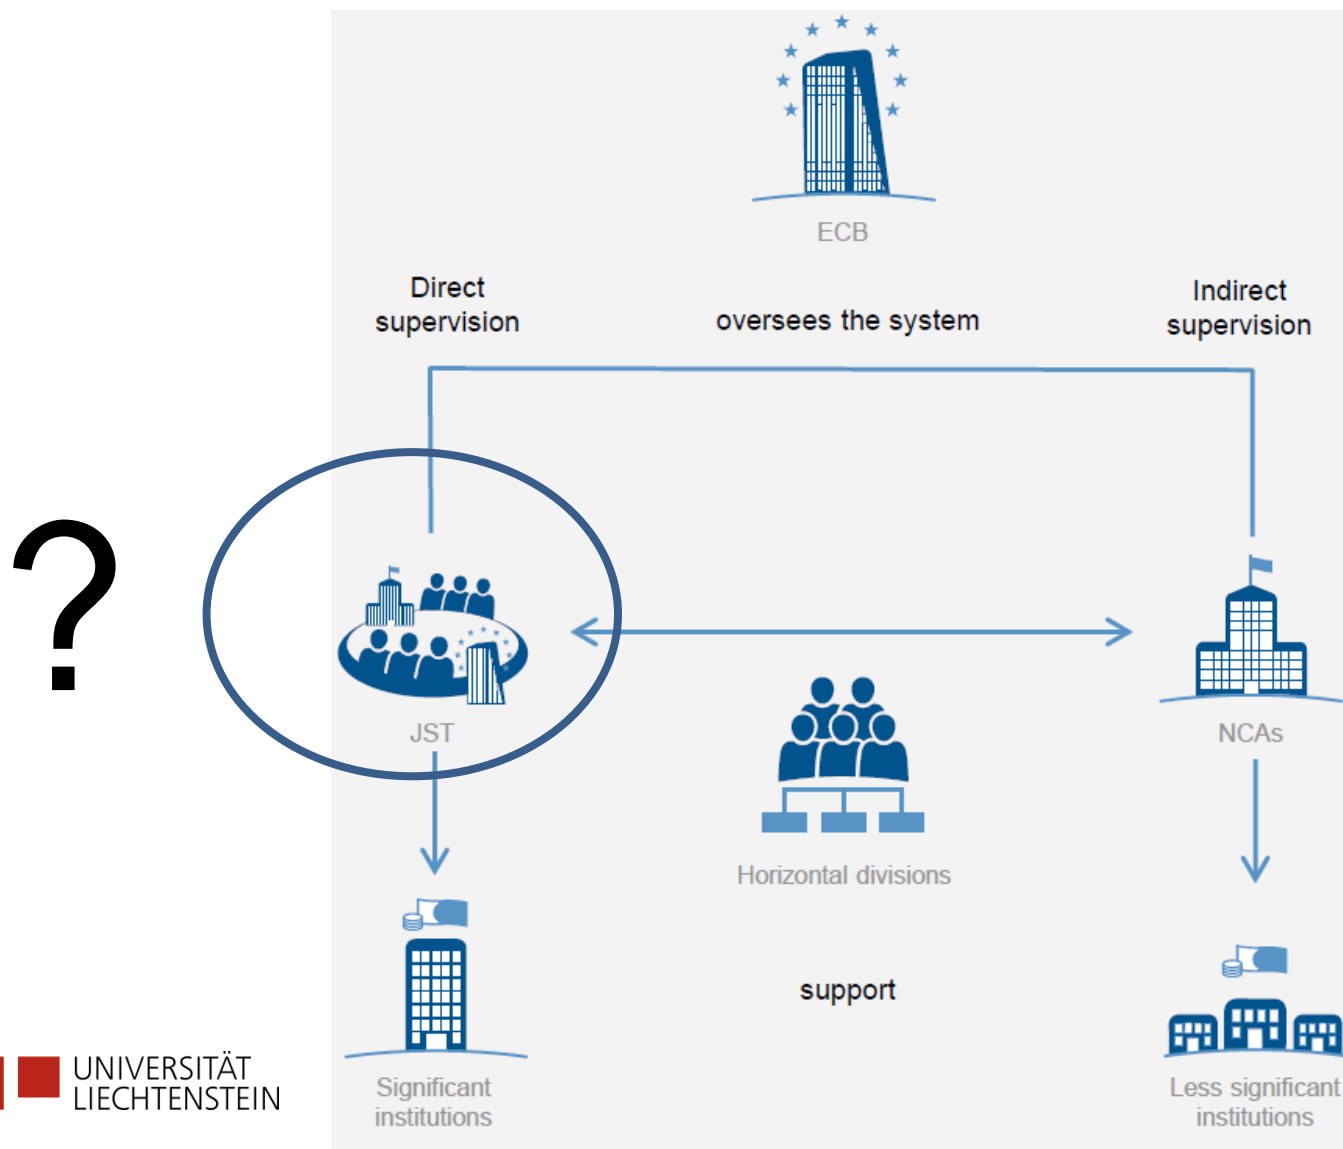 ECB
Direct
supervision
oversees the system
Indirect
supervision
?
JST
NCAs
Horizontal divisions
support
UNIVERSITÄT
LIECHTENSTEIN
Significant
institutions
Less significant
institutions